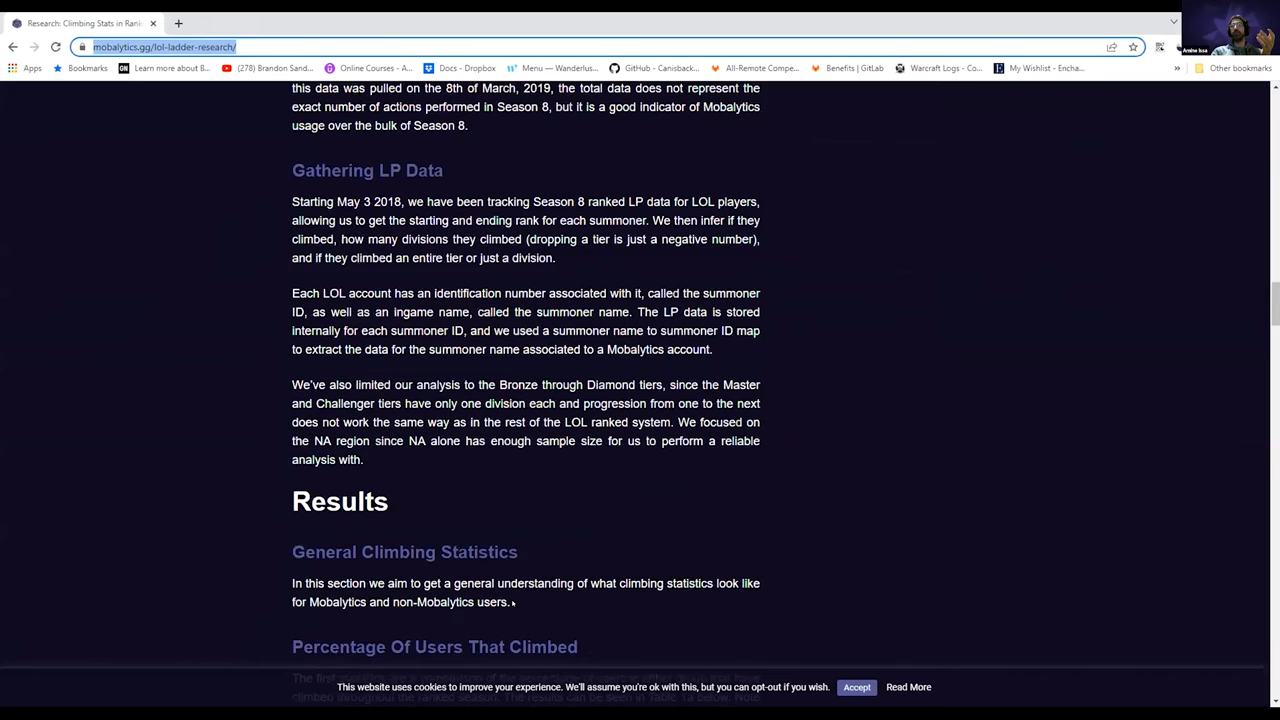 Research: Climbing Stats in Rank
mobalytics.gg/lol-ladder-research/
Amine Issa
Apps
Bookmarks
Learn more about B...
(278) Brandon Sand...
Online Courses - A...
Docs - Dropbox
Menu — Wanderlus...
GitHub - Canisback...
All-Remote Compe...
Benefits | GitLab
Warcraft Logs - Co...
My Wishlist - Encha...
Other bookmarks
this data was pulled on the 8th of March, 2019, the total data does not represent the
exact number of actions performed in Season 8, but it is a good indicator of Mobalytics
usage over the bulk of Season 8.
Gathering LP Data
Starting May 3 2018, we have been tracking Season 8 ranked LP data for LOL players,
allowing us to get the starting and ending rank for each summoner. We then infer if they
climbed, how many divisions they climbed (dropping a tier is just a negative number),
and if they climbed an entire tier or just a division.
Each LOL account has an identification number associated with it, called the summoner
ID, as well as an ingame name, called the summoner name. The LP data is stored
internally for each summoner ID, and we used a summoner name to summoner ID map
to extract the data for the summoner name associated to a Mobalytics account.
We've also limited our analysis to the Bronze through Diamond tiers, since the Master
and Challenger tiers have only one division each and progression from one to the next
does not work the same way as in the rest of the LOL ranked system. We focused on
the NA region since NA alone has enough sample size for us to perform a reliable
analysis with.
Results
General Climbing Statistics
In this section we aim to get a general understanding of what climbing statistics look like
for Mobalytics and non-Mobalytics users.
Percentage Of Users That Climbed
This website uses cookies to improve your experience. We'll assume you're ok with this, but you can opt-out if you wish.
Accept
Read More